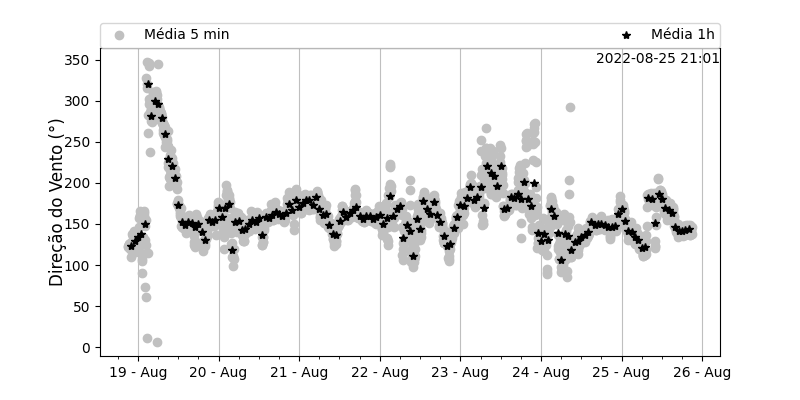 Média 5 min
Média 1h
2022-08-25 21:01
Direção do Vento (°)
350
300
250
200
150
100
50
0
19 - Aug
20 - Aug
21 - Aug
22 - Aug
23 - Aug
24 - Aug
25 - Aug
26 - Aug